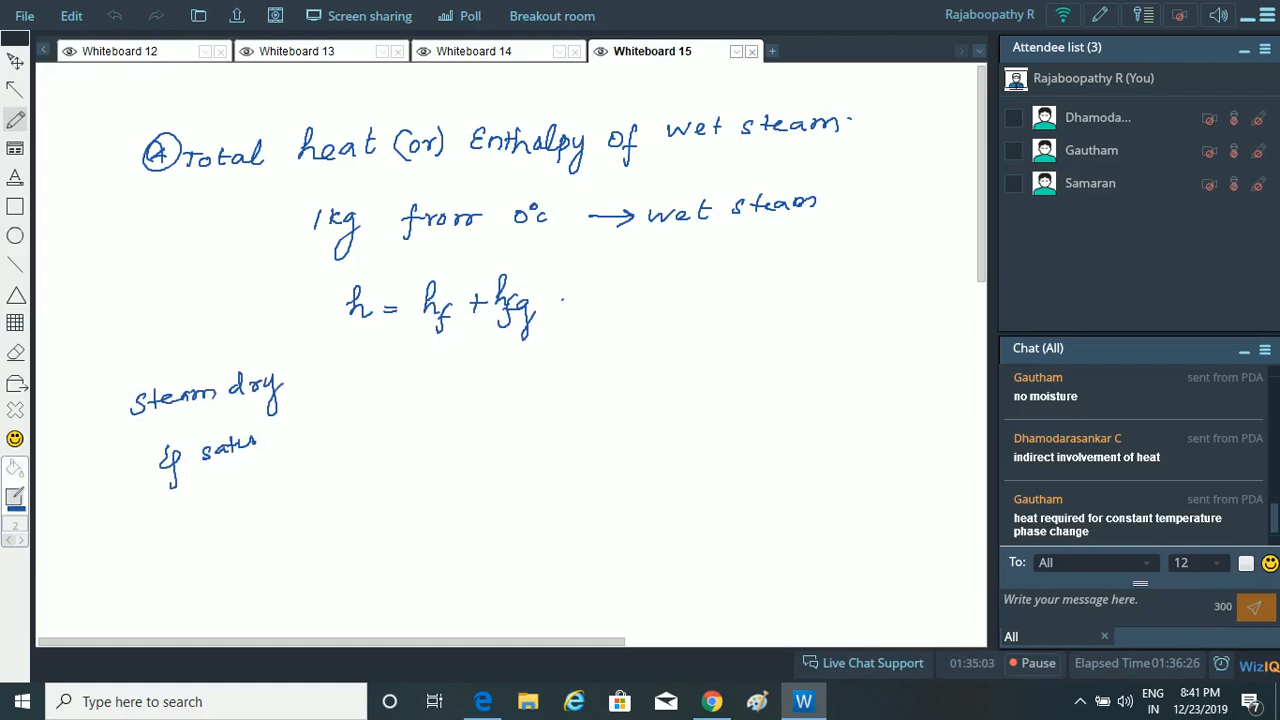 File Edit Screen sharing Poll Breakout room Rajaboopathy R
Whiteboard 12 Whiteboard 13 Whiteboard 14 Whiteboard 15
Attendee list (3)
Rajaboopathy R (You)
Dhamoda...
Gautham
Samaran
A Total heat (or) Enthalpy of wet steam.
1 kg from 0°C → wet steam
h = hf + hfg
steam dry
& satu
Chat (All)
Gautham sent from PDA
no moisture
Dhamodarasankar C sent from PDA
indirect involvement of heat
Gautham sent from PDA
heat required for constant temperature
phase change
To: All 12
Write your message here. 300
All
2
Live Chat Support 01:35:03 Pause Elapsed Time 01:36:26 WizIQ
Type here to search
ENG
IN
8:41 PM
12/23/2019
7